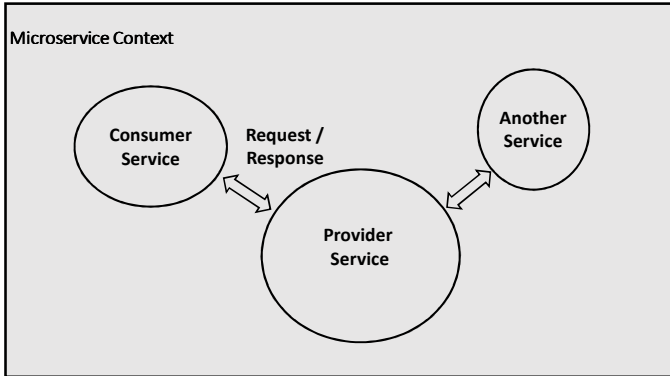 Microservice Context
Consumer
Service
Request /
Response
Another
Service
Provider
Service